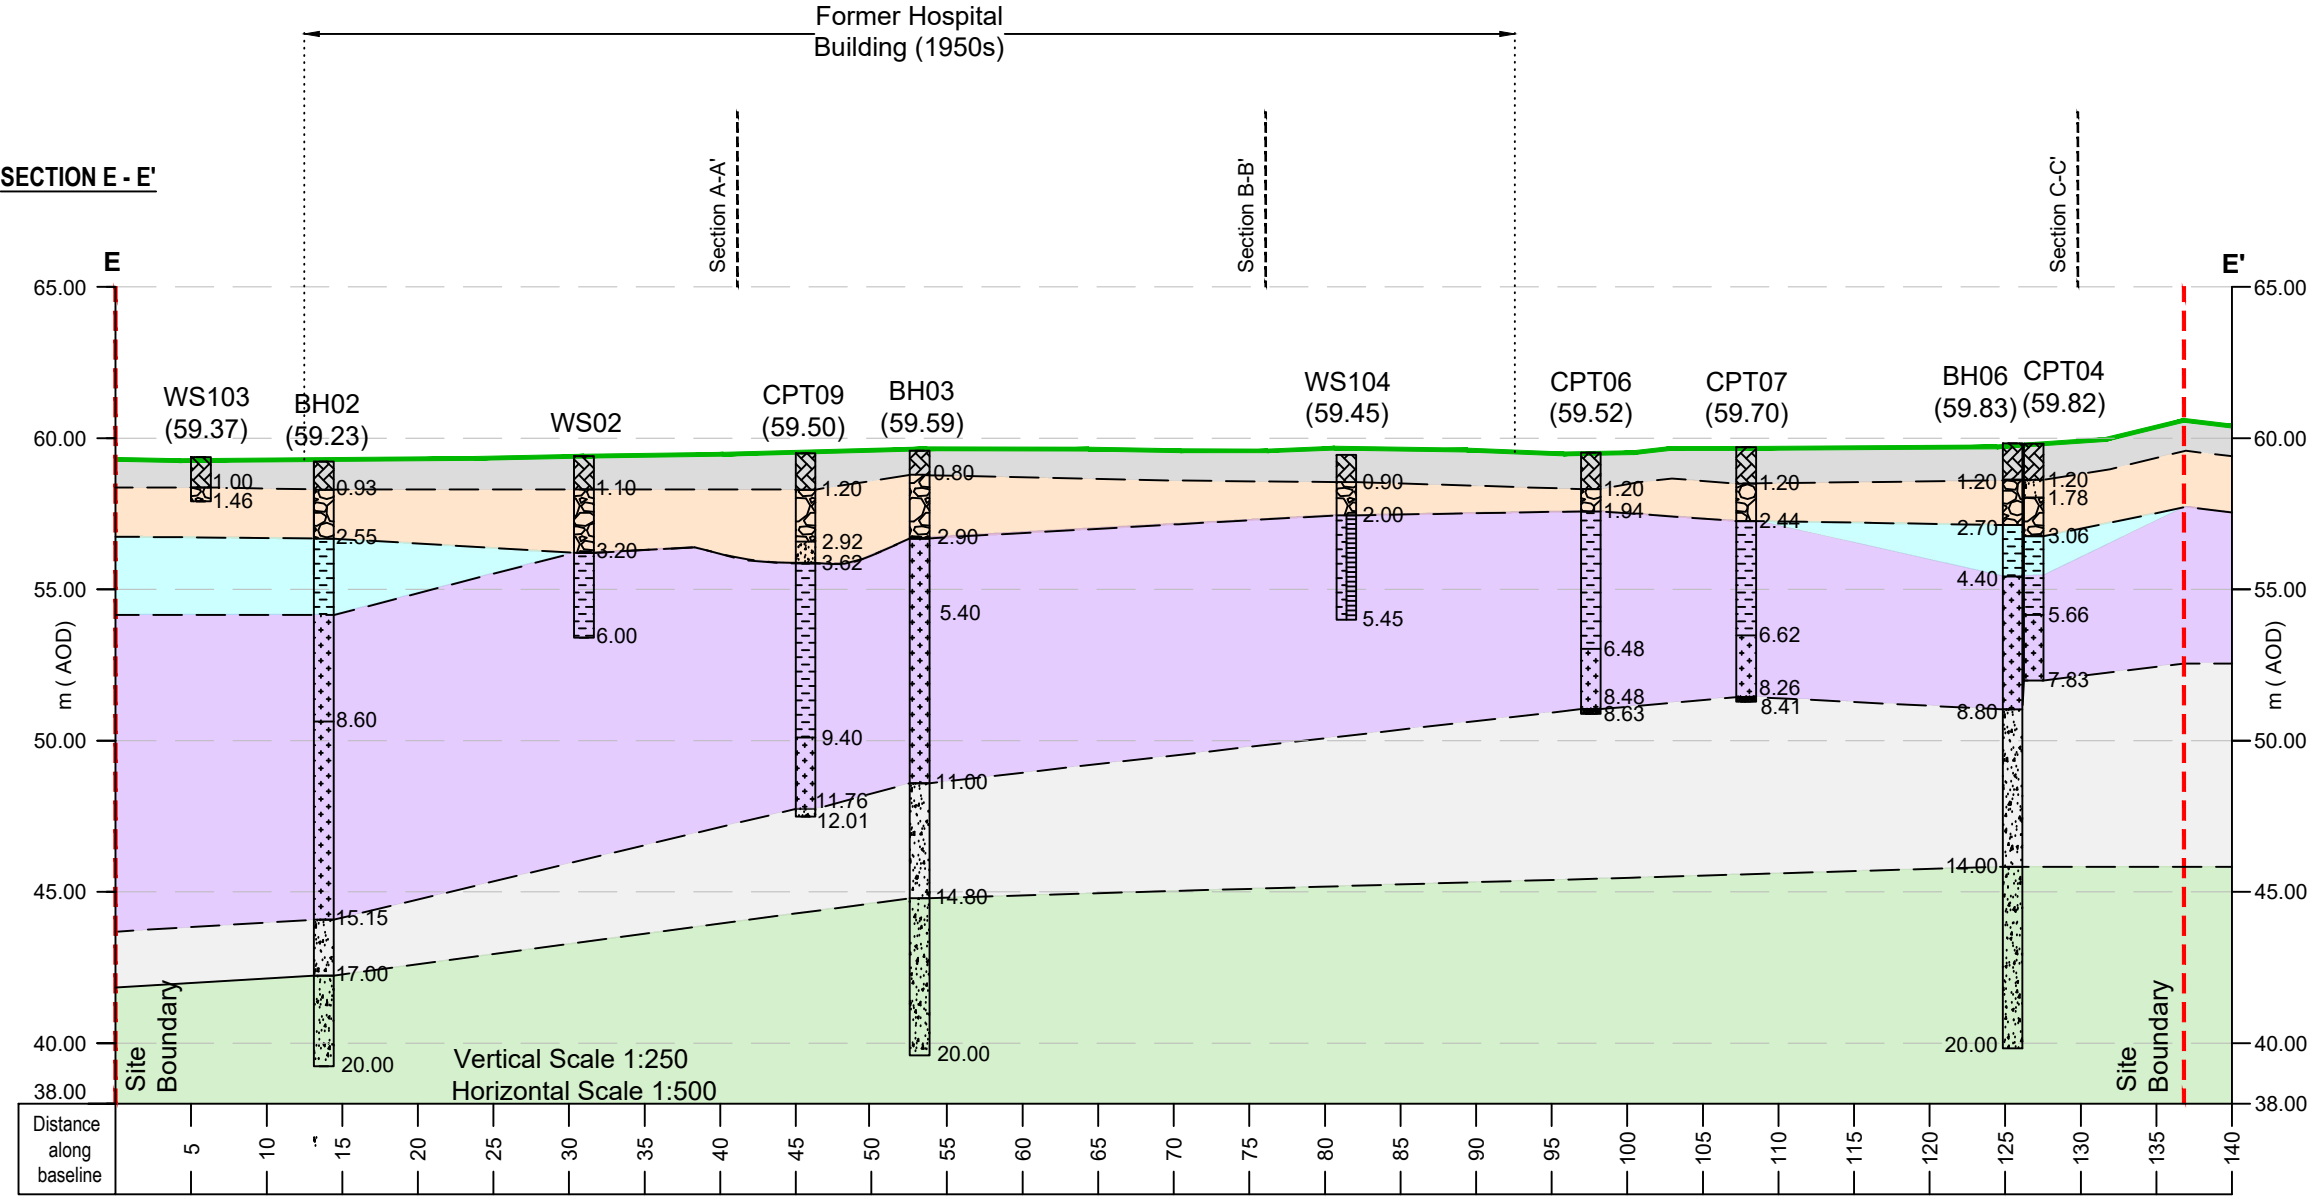 Former Hospital
Building (1950s)
SECTION E - E'
Section A-A'
Section B-B'
Section C-C'
E
E'
65.00
65.00
WS103
(59.37)
BH02
(59.23)
WS02
CPT09
(59.50)
BH03
(59.59)
WS104
(59.45)
CPT06
(59.52)
CPT07
(59.70)
BH06
(59.83)
CPT04
(59.82)
60.00
60.00
1.00
1.46
0.93
2.55
8.60
15.15
17.00
20.00
1.10
3.20
6.00
1.20
2.92
3.62
9.40
11.76
12.01
0.80
2.90
5.40
11.00
14.80
20.00
0.90
2.00
5.45
1.20
1.94
6.48
8.48
8.63
1.20
2.44
6.62
8.26
8.41
1.20
2.70
4.40
8.80
14.00
20.00
1.20
1.78
3.06
5.66
7.83
55.00
55.00
m ( AOD)
m ( AOD)
50.00
50.00
45.00
45.00
40.00
40.00
38.00
38.00
Site
Boundary
Vertical Scale 1:250
Horizontal Scale 1:500
Site
Boundary
Distance
along
baseline
5 10 15 20 25 30 35 40 45 50 55 60 65 70 75 80 85 90 95 100 105 110 115 120 125 130 135 140